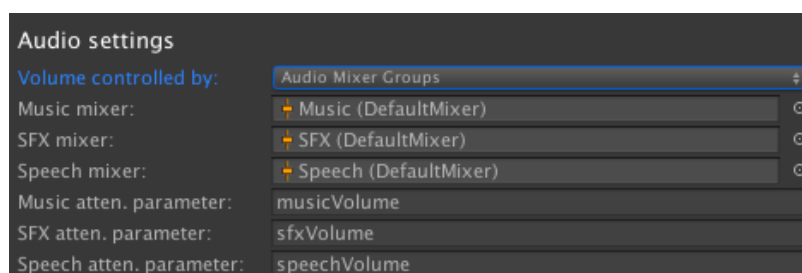 Audio settings
Volume controlled by: Audio Mixer Groups
Music mixer: Music (DefaultMixer)
SFX mixer: SFX (DefaultMixer)
Speech mixer: Speech (DefaultMixer)
Music atten. parameter: musicVolume
SFX atten. parameter: sfxVolume
Speech atten. parameter: speechVolume